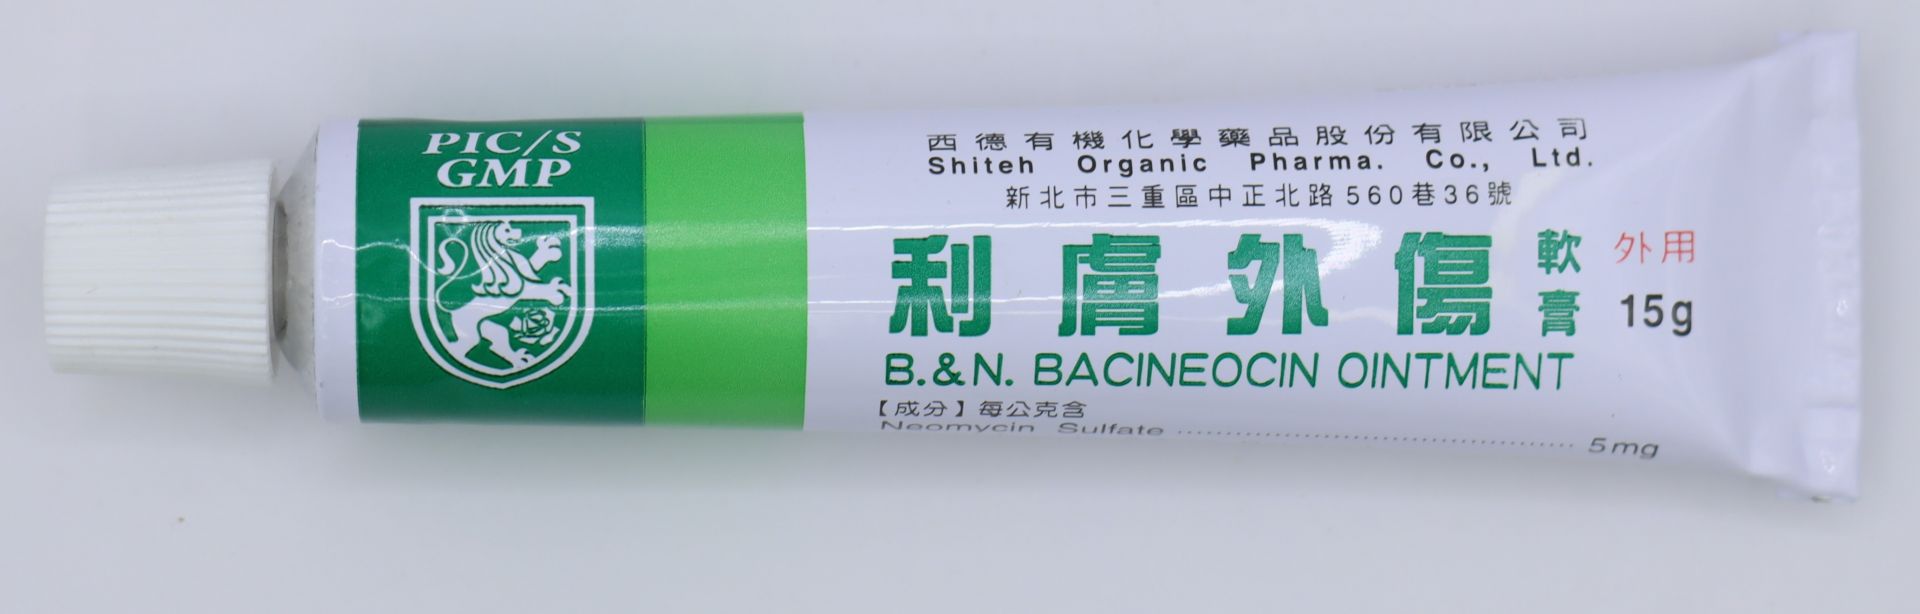 PIC/S
GMP
西德有機化學藥品股份有限公司
Shiteh Organic Pharma. Co., Ltd.
新北市三重區中正北路560巷36號
利膚外傷軟膏
外用
15g
B.&N. BACINEOCIN OINTMENT
【成分】每公克含
Neomycin Sulfate ........................................ 5mg